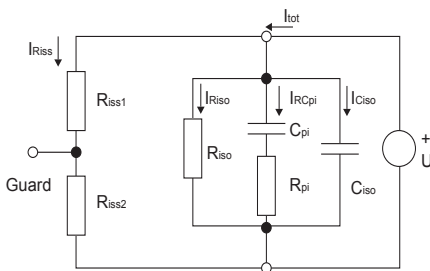 Itot
IRiss
Riss1
IRiso
IRCpi
ICiso
Cpi
Riso
+
U
Guard
Riss2
Rpi
Ciso